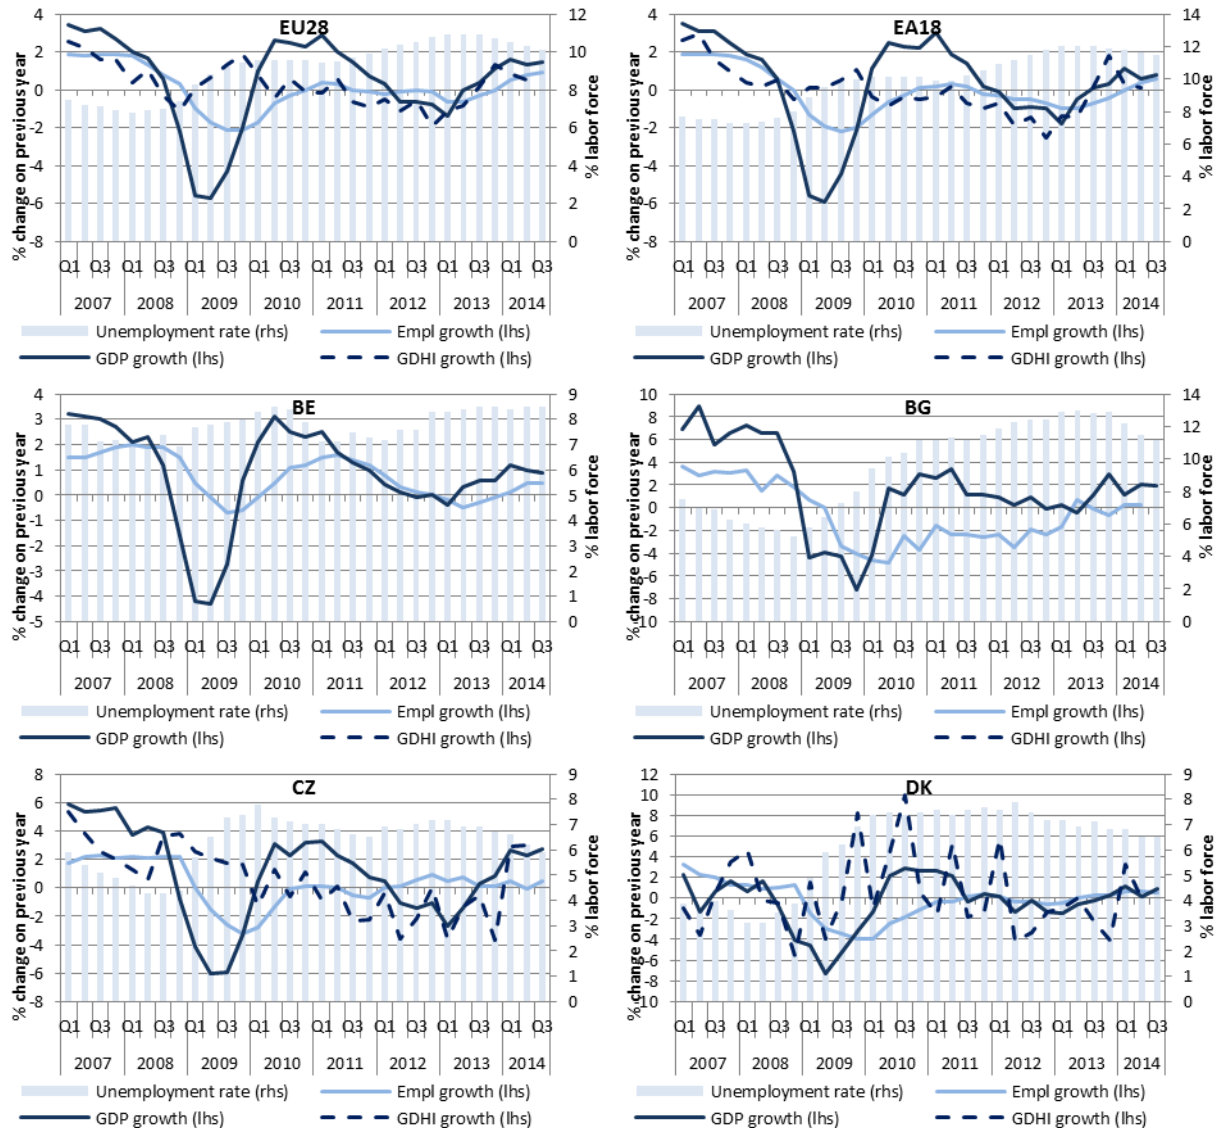 EU28
% change on previous year
4
2
0
-2
-4
-6
-8
12
10
8
6
4
2
0
% labor force
Q1 Q3 Q1 Q3 Q1 Q3 Q1 Q3 Q1 Q3 Q1 Q3 Q1 Q3 Q1 Q3
2007 2008 2009 2010 2011 2012 2013 2014
Unemployment rate (rhs) Empl growth (lhs)
GDP growth (lhs) GDHI growth (lhs)
EA18
% change on previous year
4
2
0
-2
-4
-6
-8
14
12
10
8
6
4
2
0
% labor force
Q1 Q3 Q1 Q3 Q1 Q3 Q1 Q3 Q1 Q3 Q1 Q3 Q1 Q3 Q1 Q3
2007 2008 2009 2010 2011 2012 2013 2014
Unemployment rate (rhs) Empl growth (lhs)
GDP growth (lhs) GDHI growth (lhs)
BE
% change on previous year
4
3
2
1
0
-1
-2
-3
-4
-5
9
8
7
6
5
4
3
2
1
0
% labor force
Q1 Q3 Q1 Q3 Q1 Q3 Q1 Q3 Q1 Q3 Q1 Q3 Q1 Q3 Q1 Q3
2007 2008 2009 2010 2011 2012 2013 2014
Unemployment rate (rhs) Empl growth (lhs)
GDP growth (lhs) GDHI growth (lhs)
BG
% change on previous year
10
8
6
4
2
0
-2
-4
-6
-8
-10
14
12
10
8
6
4
2
0
% labor force
Q1 Q3 Q1 Q3 Q1 Q3 Q1 Q3 Q1 Q3 Q1 Q3 Q1 Q3 Q1 Q3
2007 2008 2009 2010 2011 2012 2013 2014
Unemployment rate (rhs) Empl growth (lhs)
GDP growth (lhs) GDHI growth (lhs)
CZ
% change on previous year
8
6
4
2
0
-2
-4
-6
-8
9
8
7
6
5
4
3
2
1
0
% labor force
Q1 Q3 Q1 Q3 Q1 Q3 Q1 Q3 Q1 Q3 Q1 Q3 Q1 Q3 Q1 Q3
2007 2008 2009 2010 2011 2012 2013 2014
Unemployment rate (rhs) Empl growth (lhs)
GDP growth (lhs) GDHI growth (lhs)
DK
% change on previous year
12
10
8
6
4
2
0
-2
-4
-6
-8
-10
9
8
7
6
5
4
3
2
1
0
% labor force
Q1 Q3 Q1 Q3 Q1 Q3 Q1 Q3 Q1 Q3 Q1 Q3 Q1 Q3 Q1 Q3
2007 2008 2009 2010 2011 2012 2013 2014
Unemployment rate (rhs) Empl growth (lhs)
GDP growth (lhs) GDHI growth (lhs)